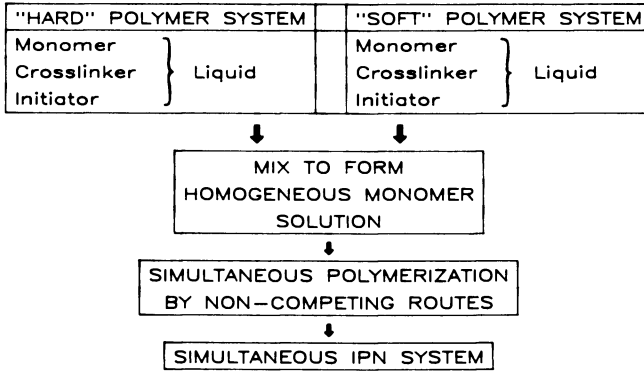 "HARD" POLYMER SYSTEM
Monomer
Crosslinker
Initiator
Liquid
"SOFT" POLYMER SYSTEM
Monomer
Crosslinker
Initiator
Liquid
MIX TO FORM
HOMOGENEOUS MONOMER
SOLUTION
SIMULTANEOUS POLYMERIZATION
BY NON-COMPETING ROUTES
SIMULTANEOUS IPN SYSTEM